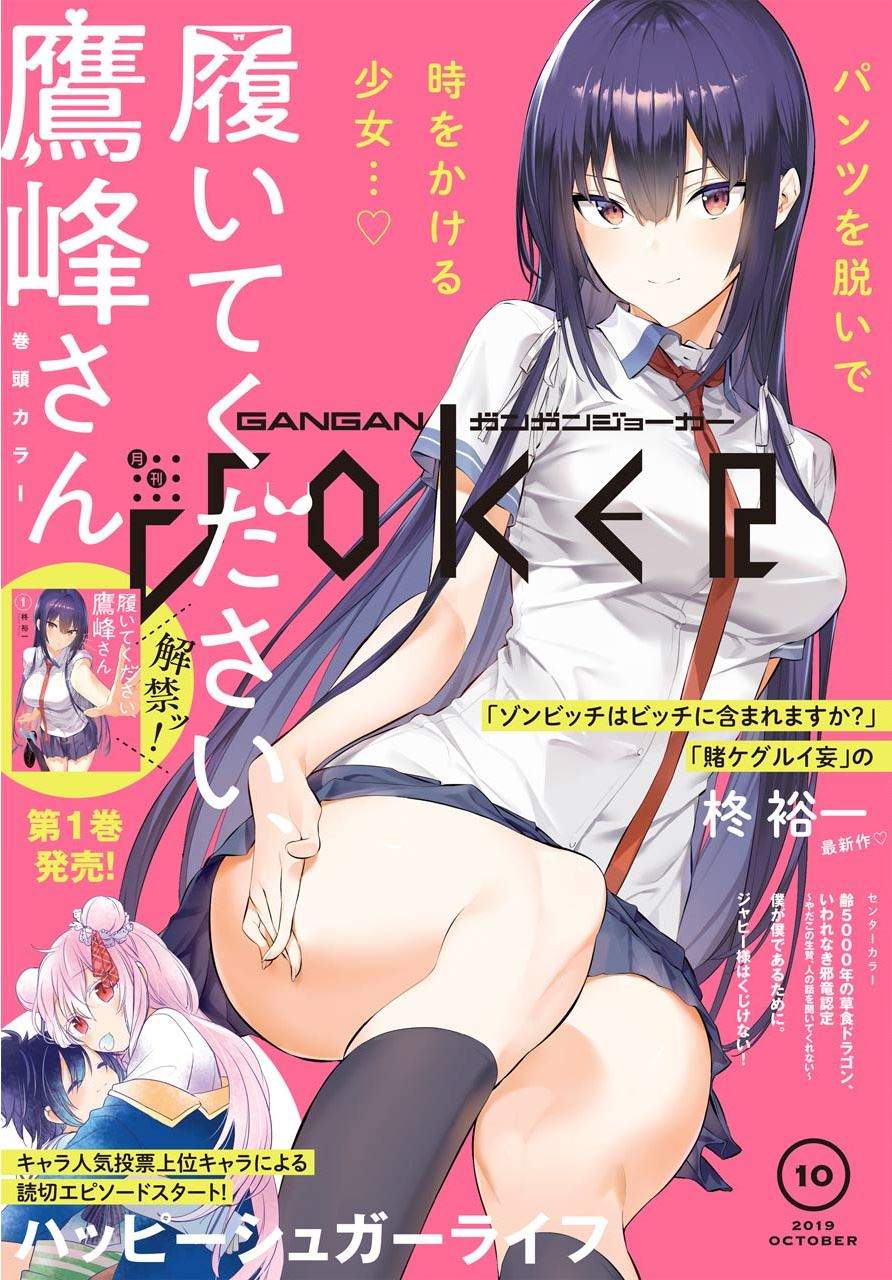 パンツを脱いで
時をかける
少女…♡
履いてください、
鷹峰さん
巻頭カラー
GANGAN
ガンガンジョーカー
月刊
JOKER
履いてください、
鷹峰さん
①
柊裕一
解禁ッ!
第1巻
発売!
「ゾンビッチはビッチに含まれますか?」
「賭ケグルイ妄」の
柊 裕一
最新作♡
センターカラー
齢5000年の草食ドラゴン、
いわれなき邪竜認定
~やだこの生贄、人の話を聞いてくれない~
僕が僕であるために。
ジャヒー様はくじけない!
キャラ人気投票上位キャラによる
読切エピソードスタート!
ハッピーシュガーライフ
10
2019
OCTOBER